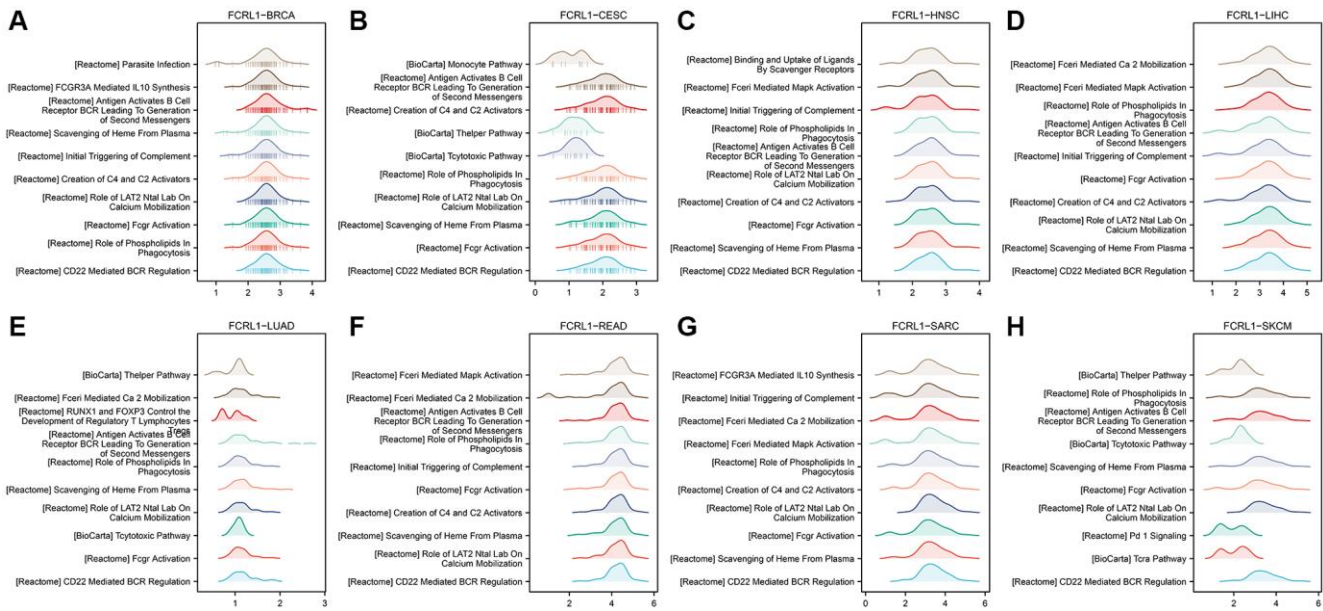 A
FCRL1−BRCA
[Reactome] Parasite Infection
[Reactome] FCGR3A Mediated IL10 Synthesis
[Reactome] Antigen Activates B Cell
Receptor BCR Leading To Generation
of Second Messengers
[Reactome] Scavenging of Heme From Plasma
[Reactome] Initial Triggering of Complement
[Reactome] Creation of C4 and C2 Activators
[Reactome] Role of LAT2 Ntal Lab On
Calcium Mobilization
[Reactome] Fcgr Activation
[Reactome] Role of Phospholipids In
Phagocytosis
[Reactome] CD22 Mediated BCR Regulation
1 2 3 4
B
FCRL1−CESC
[BioCarta] Monocyte Pathway
[Reactome] Antigen Activates B Cell
Receptor BCR Leading To Generation
of Second Messengers
[Reactome] Creation of C4 and C2 Activators
[BioCarta] Thelper Pathway
[BioCarta] Tcytotoxic Pathway
[Reactome] Role of Phospholipids In
Phagocytosis
[Reactome] Role of LAT2 Ntal Lab On
Calcium Mobilization
[Reactome] Scavenging of Heme From Plasma
[Reactome] Fcgr Activation
[Reactome] CD22 Mediated BCR Regulation
0 1 2 3
C
FCRL1−HNSC
[Reactome] Binding and Uptake of Ligands
By Scavenger Receptors
[Reactome] Fceri Mediated Mapk Activation
[Reactome] Initial Triggering of Complement
[Reactome] Role of Phospholipids In
Phagocytosis
[Reactome] Antigen Activates B Cell
Receptor BCR Leading To Generation
of Second Messengers
[Reactome] Role of LAT2 Ntal Lab On
Calcium Mobilization
[Reactome] Creation of C4 and C2 Activators
[Reactome] Fcgr Activation
[Reactome] Scavenging of Heme From Plasma
[Reactome] CD22 Mediated BCR Regulation
1 2 3 4
D
FCRL1−LIHC
[Reactome] Fceri Mediated Ca 2 Mobilization
[Reactome] Fceri Mediated Mapk Activation
[Reactome] Role of Phospholipids In
Phagocytosis
[Reactome] Antigen Activates B Cell
Receptor BCR Leading To Generation
of Second Messengers
[Reactome] Initial Triggering of Complement
[Reactome] Fcgr Activation
[Reactome] Creation of C4 and C2 Activators
[Reactome] Role of LAT2 Ntal Lab On
Calcium Mobilization
[Reactome] Scavenging of Heme From Plasma
[Reactome] CD22 Mediated BCR Regulation
1 2 3 4 5
E
FCRL1−LUAD
[BioCarta] Thelper Pathway
[Reactome] Fceri Mediated Ca 2 Mobilization
[Reactome] RUNX1 and FOXP3 Control the
Development of Regulatory T Lymphocytes
Tregs
[Reactome] Antigen Activates B Cell
Receptor BCR Leading To Generation
of Second Messengers
[Reactome] Role of Phospholipids In
Phagocytosis
[Reactome] Scavenging of Heme From Plasma
[Reactome] Role of LAT2 Ntal Lab On
Calcium Mobilization
[BioCarta] Tcytotoxic Pathway
[Reactome] Fcgr Activation
[Reactome] CD22 Mediated BCR Regulation
1 2 3
F
FCRL1−READ
[Reactome] Fceri Mediated Mapk Activation
[Reactome] Fceri Mediated Ca 2 Mobilization
[Reactome] Antigen Activates B Cell
Receptor BCR Leading To Generation
of Second Messengers
[Reactome] Role of Phospholipids In
Phagocytosis
[Reactome] Initial Triggering of Complement
[Reactome] Fcgr Activation
[Reactome] Creation of C4 and C2 Activators
[Reactome] Scavenging of Heme From Plasma
[Reactome] Role of LAT2 Ntal Lab On
Calcium Mobilization
[Reactome] CD22 Mediated BCR Regulation
2 4 6
G
FCRL1−SARC
[Reactome] FCGR3A Mediated IL10 Synthesis
[Reactome] Initial Triggering of Complement
[Reactome] Fceri Mediated Ca 2 Mobilization
[Reactome] Fceri Mediated Mapk Activation
[Reactome] Role of Phospholipids In
Phagocytosis
[Reactome] Creation of C4 and C2 Activators
[Reactome] Role of LAT2 Ntal Lab On
Calcium Mobilization
[Reactome] Fcgr Activation
[Reactome] Scavenging of Heme From Plasma
[Reactome] CD22 Mediated BCR Regulation
0 2 4 6
H
FCRL1−SKCM
[BioCarta] Thelper Pathway
[Reactome] Role of Phospholipids In
Phagocytosis
[Reactome] Antigen Activates B Cell
Receptor BCR Leading To Generation
of Second Messengers
[BioCarta] Tcytotoxic Pathway
[Reactome] Scavenging of Heme From Plasma
[Reactome] Fcgr Activation
[Reactome] Role of LAT2 Ntal Lab On
Calcium Mobilization
[Reactome] Pd 1 Signaling
[BioCarta] Tcra Pathway
[Reactome] CD22 Mediated BCR Regulation
0 2 4 6